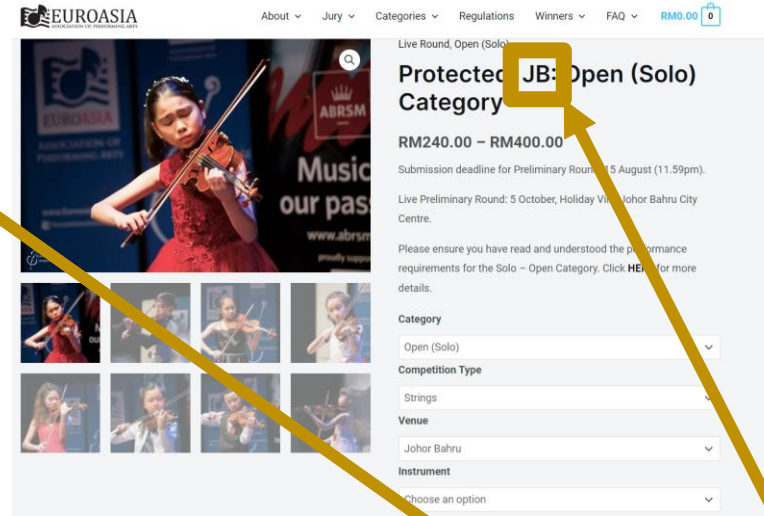 EUROASIA
ASSOCIATION OF PERFORMING ARTS
About Jury Categories Regulations Winners FAQ RM0.00 0
Live Round, Open (Solo)
Protected JB: Open (Solo)
Category
RM240.00 – RM400.00
Submission deadline for Preliminary Round 15 August (11.59pm).
Live Preliminary Round: 5 October, Holiday Johor Bahru City
Centre.
Please ensure you have read and understood the performance
requirements for the Solo – Open Category. Click for more
details.
Category
Open (Solo)
Competition Type
Strings
Venue
Johor Bahru
Instrument
Choose an option
EUROASIA
ASSOCIATION OF
PERFORMING ARTS
ABRSM
Music
our pas
www.abrsm
proudly suppo